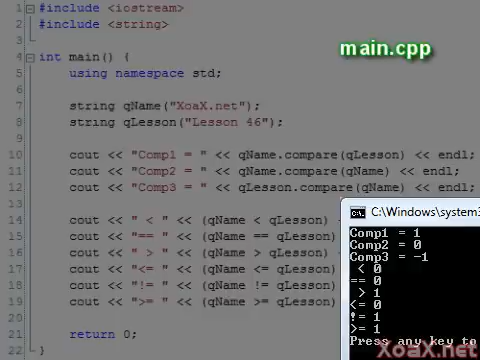 main.cpp
1 #include <iostream>
2 #include <string>
3
4 int main() {
5 using namespace std;
6
7 string qName("XoaX.net");
8 string qLesson("Lesson 46");
9
10 cout << "Comp1 = " << qName.compare(qLesson) << endl;
11 cout << "Comp2 = " << qName.compare(qName) << endl;
12 cout << "Comp3 = " << qLesson.compare(qName) << endl;
13
14 cout << " < " << (qName < qLesson)
15 cout << "== " << (qName == qLesson)
16 cout << " > " << (qName > qLesson)
17 cout << "<= " << (qName <= qLesson)
18 cout << "!= " << (qName != qLesson)
19 cout << ">= " << (qName >= qLesson)
20
21 return 0;
22 }
C:\Windows\system3
Comp1 = 1
Comp2 = 0
Comp3 = -1
< 0
== 0
> 1
<= 0
!= 1
>= 1
Press any key to
XoaX.net